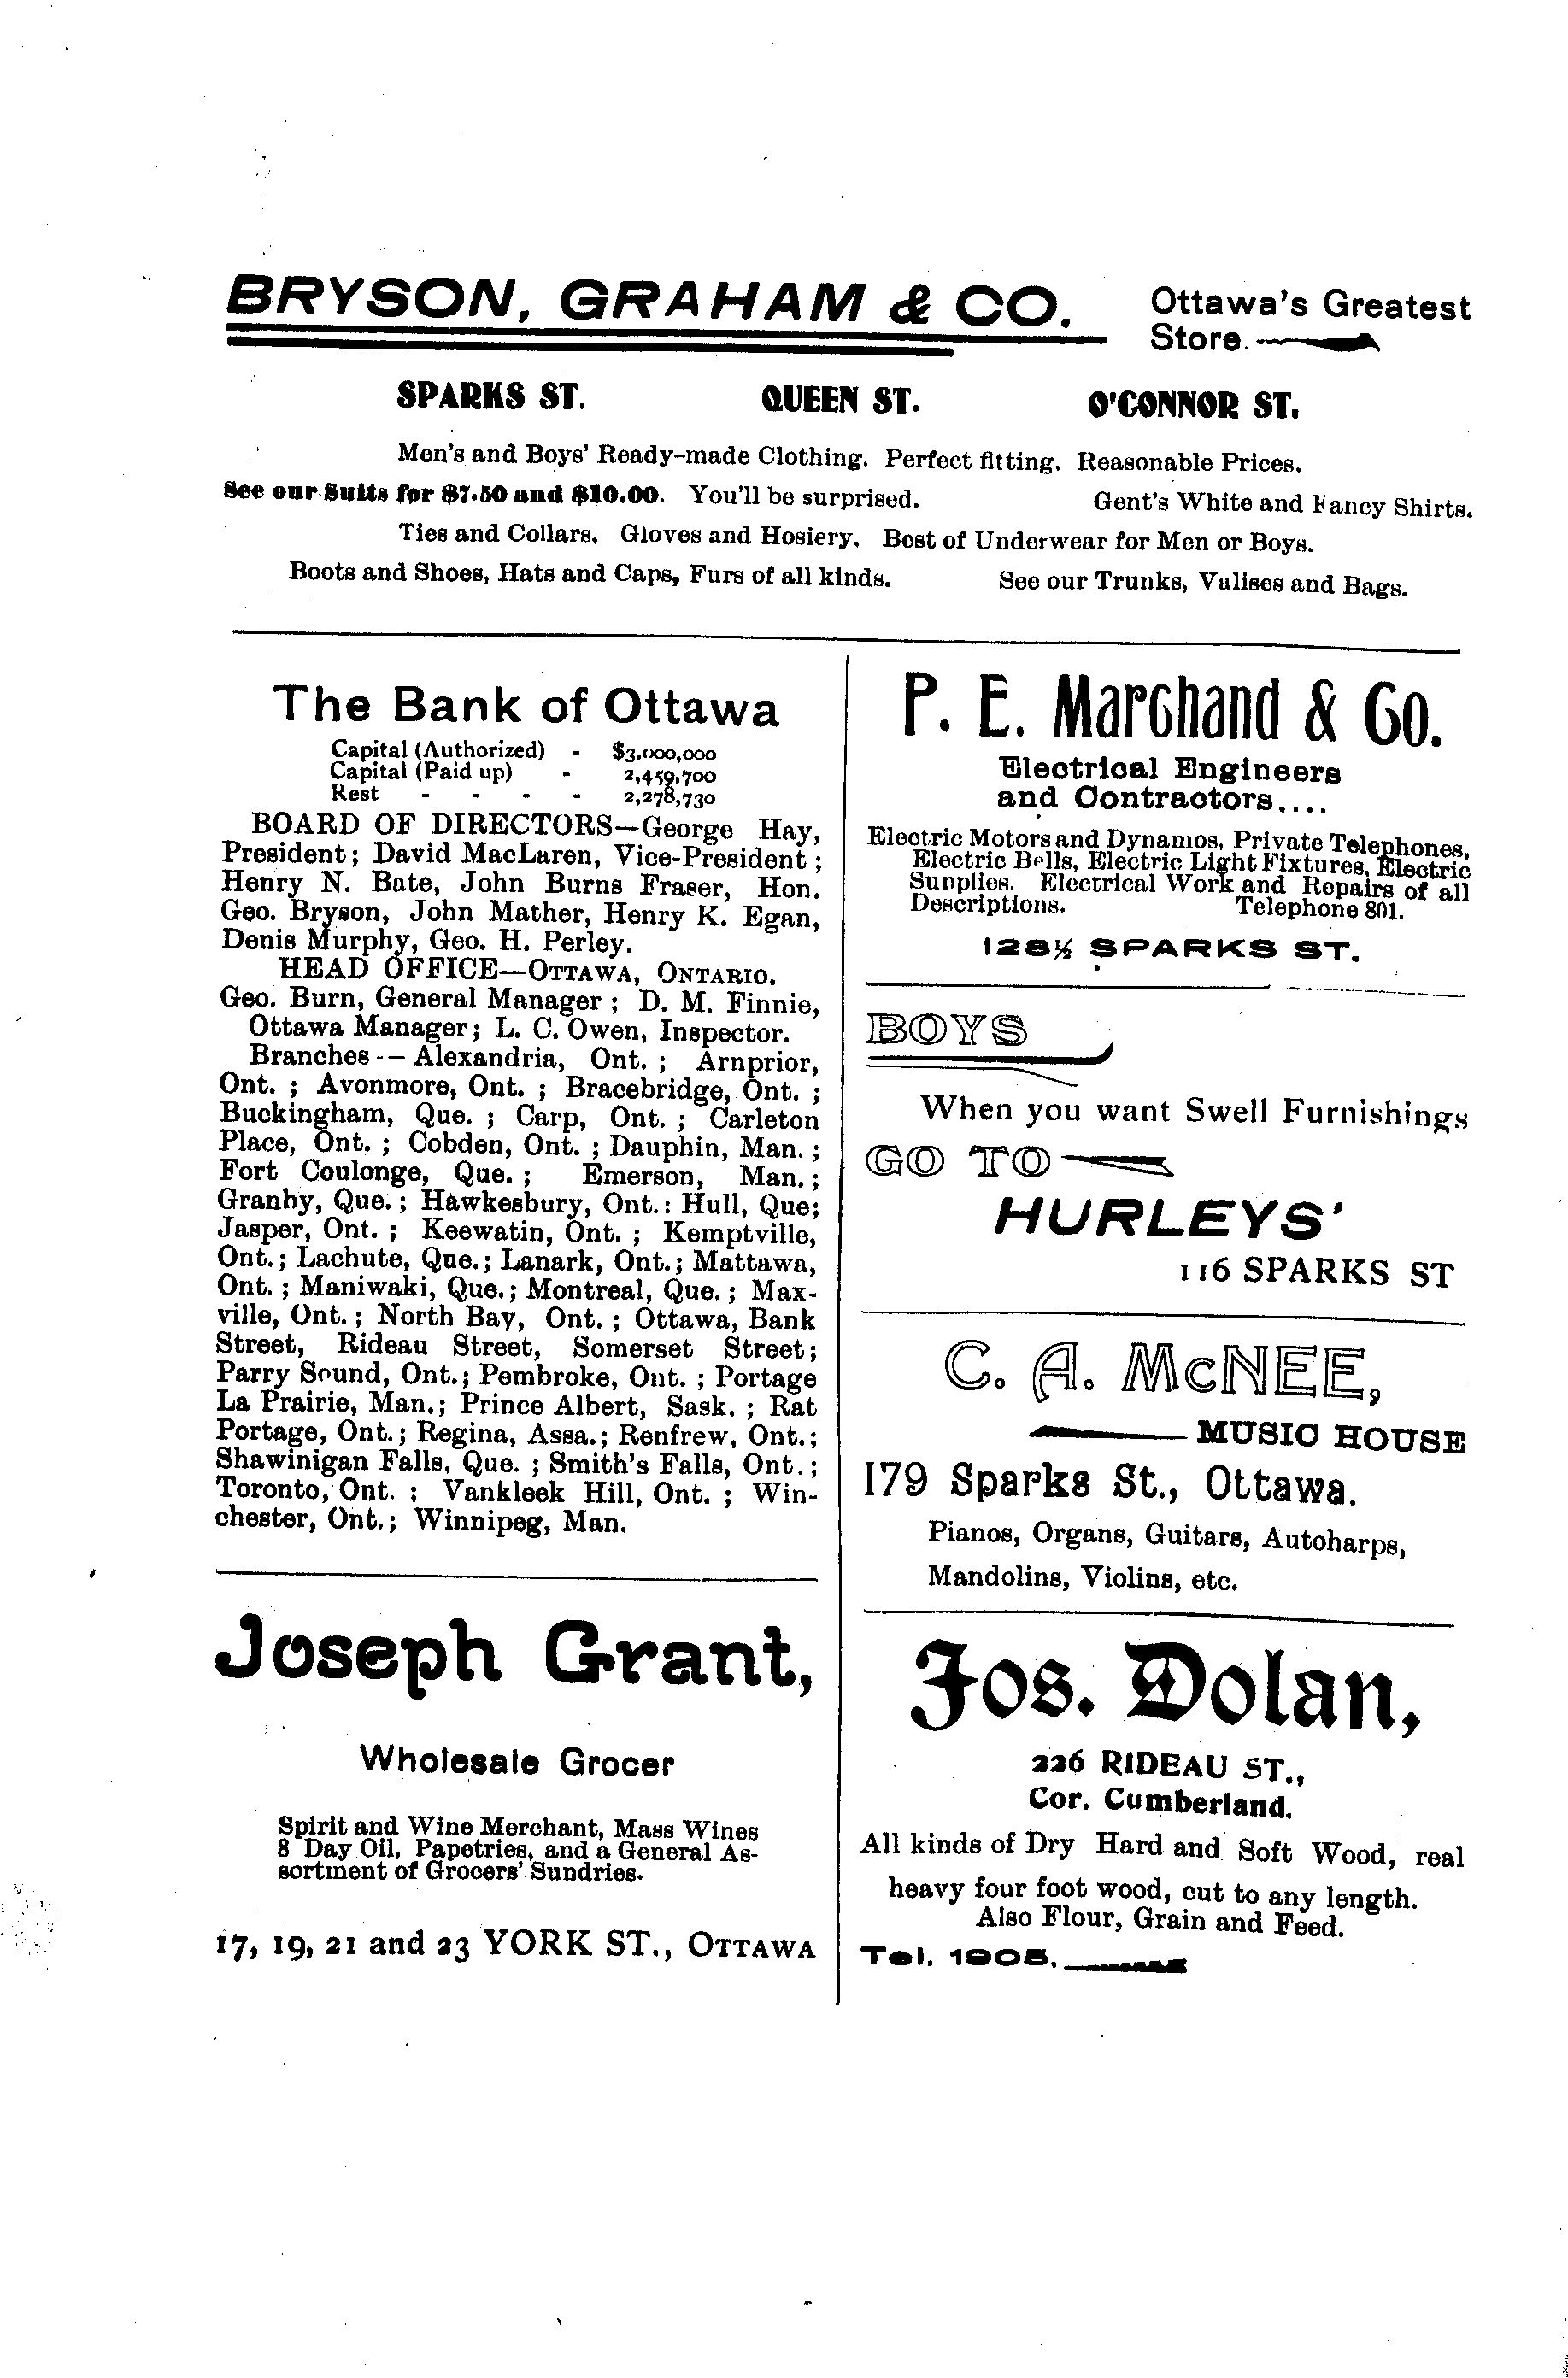 BRYSON, GRAHAM & CO. Ottawa's Greatest
Store.
SPARKS ST. QUEEN ST. O'CONNOR ST.
Men's and Boys' Ready-made Clothing. Perfect fitting. Reasonable Prices.
See our Suits for $7.50 and $10.00. You'll be surprised. Gent's White and Fancy Shirts.
Ties and Collars, Gloves and Hosiery, Best of Underwear for Men or Boys.
Boots and Shoes, Hats and Caps, Furs of all kinds. See our Trunks, Valises and Bags.
The Bank of Ottawa
Capital (Authorized) - $3,000,000
Capital (Paid up) - 2,459,700
Rest - - - - 2,278,730
BOARD OF DIRECTORS—George Hay,
President; David MacLaren, Vice-President;
Henry N. Bate, John Burns Fraser, Hon.
Geo. Bryson, John Mather, Henry K. Egan,
Denis Murphy, Geo. H. Perley.
HEAD OFFICE—OTTAWA, ONTARIO.
Geo. Burn, General Manager; D. M. Finnie,
Ottawa Manager; L. C. Owen, Inspector.
Branches -— Alexandria, Ont. ; Arnprior,
Ont. ; Avonmore, Ont. ; Bracebridge, Ont. ;
Buckingham, Que. ; Carp, Ont. ; Carleton
Place, Ont. ; Cobden, Ont. ; Dauphin, Man. ;
Fort Coulonge, Que. ; Emerson, Man. ;
Granby, Que. ; Hawkesbury, Ont.: Hull, Que;
Jasper, Ont. ; Keewatin, Ont. ; Kemptville,
Ont.; Lachute, Que.; Lanark, Ont.; Mattawa,
Ont. ; Maniwaki, Que.; Montreal, Que. ; Max-
ville, Ont. ; North Bay, Ont. ; Ottawa, Bank
Street, Rideau Street, Somerset Street;
Parry Sound, Ont.; Pembroke, Ont. ; Portage
La Prairie, Man.; Prince Albert, Sask. ; Rat
Portage, Ont.; Regina, Assa.; Renfrew, Ont.;
Shawinigan Falls, Que. ; Smith's Falls, Ont.;
Toronto, Ont. ; Vankleek Hill, Ont. ; Win-
chester, Ont.; Winnipeg, Man.
Joseph Grant,
Wholesale Grocer
Spirit and Wine Merchant, Mass Wines
8 Day Oil, Papetries, and a General As-
sortment of Grocers' Sundries.
17, 19, 21 and 23 YORK ST., OTTAWA
P. E. Marchand & Co.
Electrical Engineers
and Contractors....
Electric Motors and Dynamos, Private Telephones,
Electric Bells, Electric Light Fixtures, Electric
Supplies. Electrical Work and Repairs of all
Descriptions. Telephone 801.
128½ SPARKS ST.
BOYS
When you want Swell Furnishings
GO TO
HURLEYS'
116 SPARKS ST
C. A. McNEE,
MUSIC HOUSE
179 Sparks St., Ottawa.
Pianos, Organs, Guitars, Autoharps,
Mandolins, Violins, etc.
Jos. Dolan,
226 RIDEAU ST.,
Cor. Cumberland.
All kinds of Dry Hard and Soft Wood, real
heavy four foot wood, cut to any length.
Also Flour, Grain and Feed.
Tel. 1905.